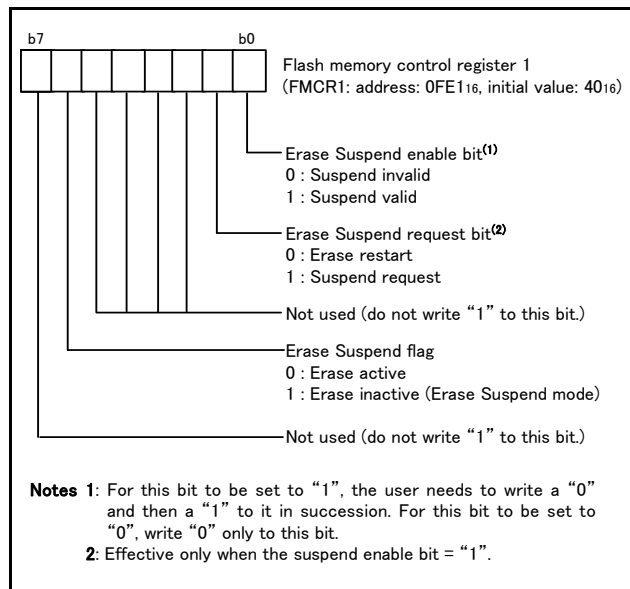 b7 b0
Flash memory control register 1
(FMCR1: address: 0FE116, initial value: 4016)
Erase Suspend enable bit(1)
0 : Suspend invalid
1 : Suspend valid
Erase Suspend request bit(2)
0 : Erase restart
1 : Suspend request
Not used (do not write “1” to this bit.)
Erase Suspend flag
0 : Erase active
1 : Erase inactive (Erase Suspend mode)
Not used (do not write “1” to this bit.)
Notes 1: For this bit to be set to “1”, the user needs to write a “0”
and then a “1” to it in succession. For this bit to be set to
“0”, write “0” only to this bit.
2: Effective only when the suspend enable bit = “1”.